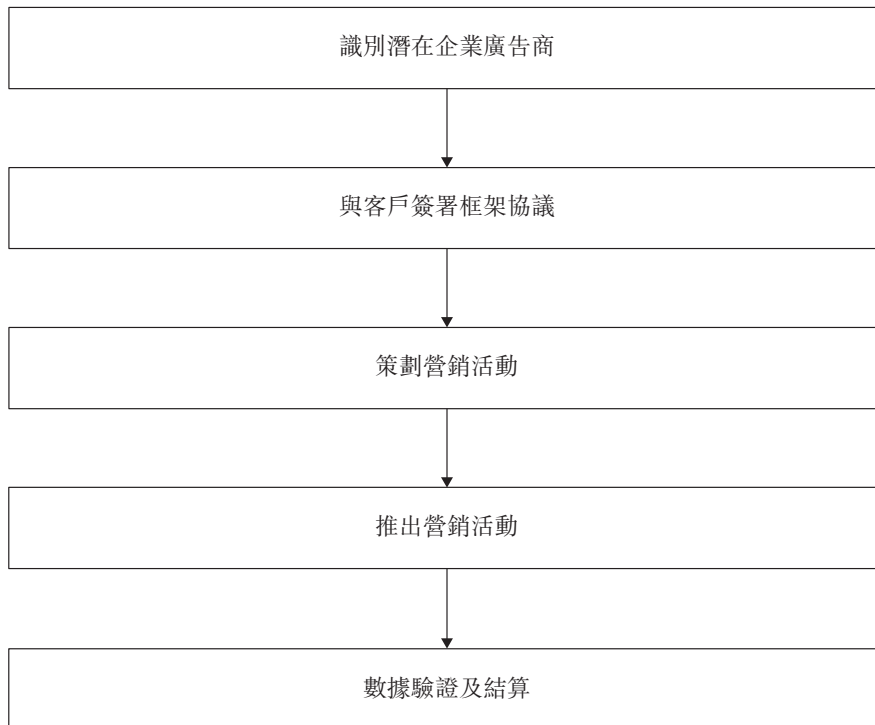 識別潛在企業廣告商
與客戶簽署框架協議
策劃營銷活動
推出營銷活動
數據驗證及結算